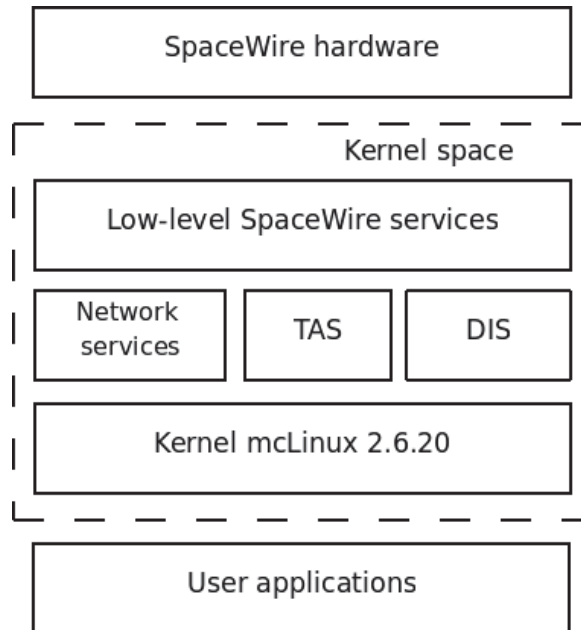 SpaceWire hardware
Kernel space
Low-level SpaceWire services
Network
services
TAS
DIS
Kernel mcLinux 2.6.20
User applications